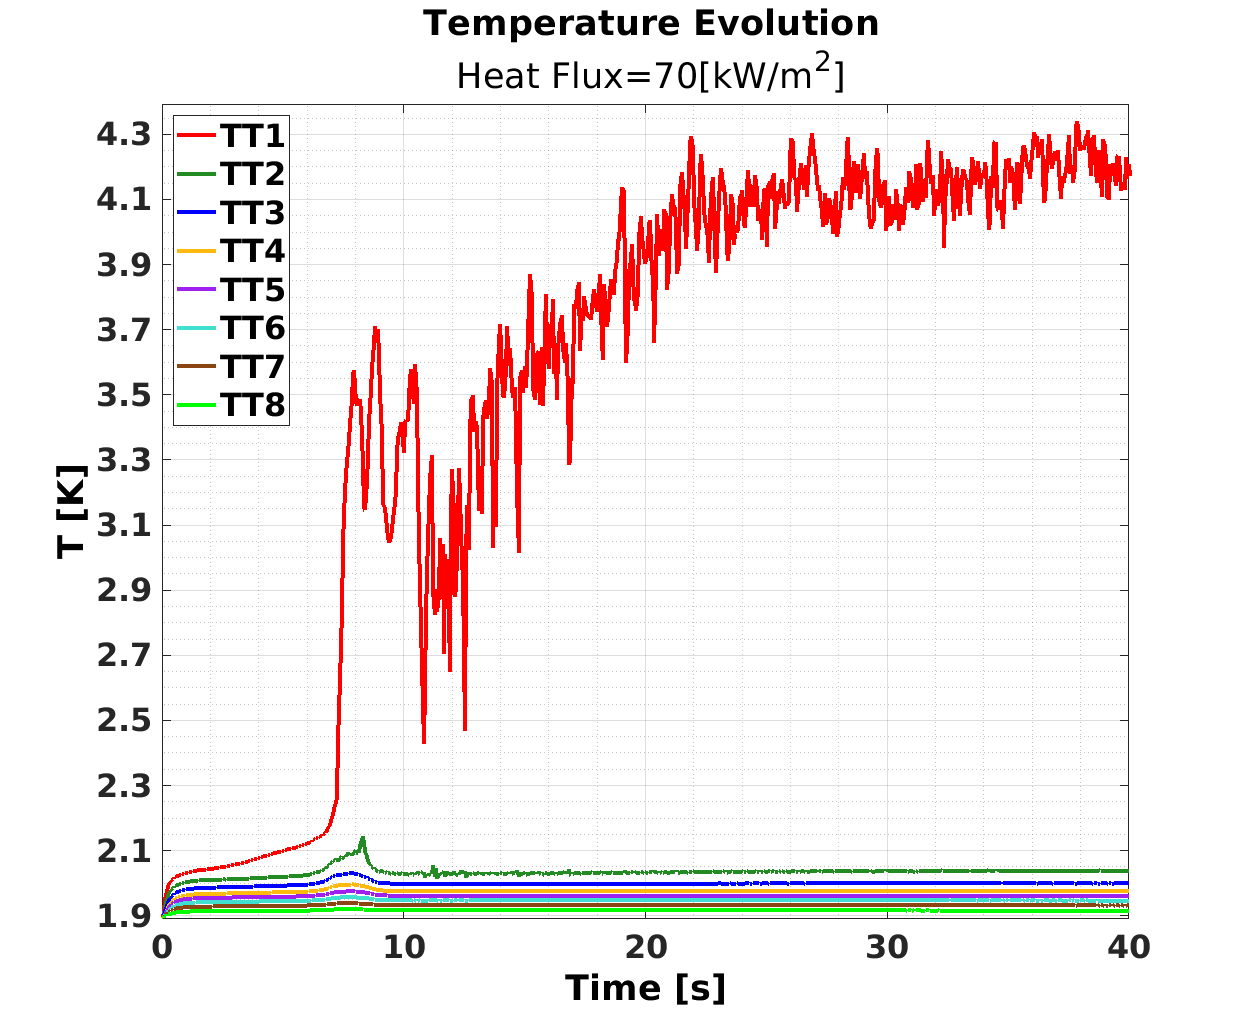 Temperature Evolution
Heat Flux=70[kW/m²]
TT1
TT2
TT3
TT4
TT5
TT6
TT7
TT8
4.3
4.1
3.9
3.7
3.5
3.3
3.1
2.9
2.7
2.5
2.3
2.1
1.9
T [K]
0 10 20 30 40
Time [s]